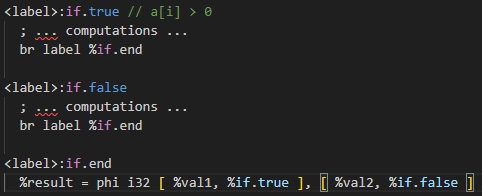 <label>:if.true // a[i] > 0
; ... computations ...
br label %if.end
<label>:if.false
; ... computations ...
br label %if.end
<label>:if.end
%result = phi i32 [ %val1, %if.true ], [ %val2, %if.false ]